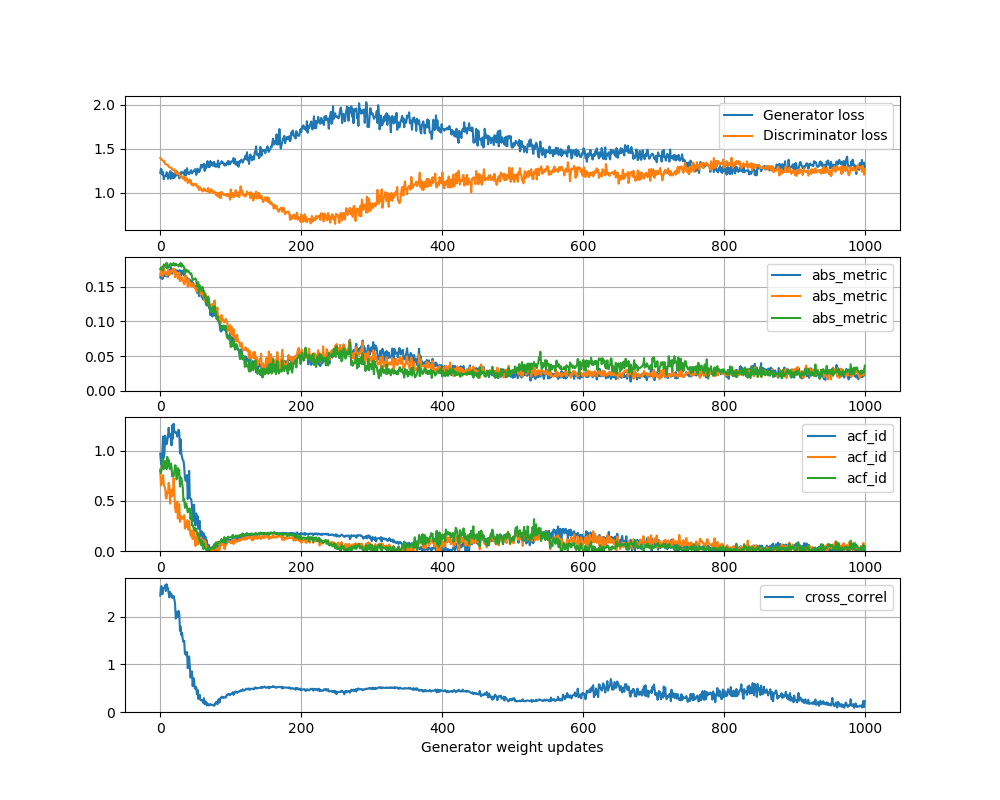 2.0
1.5
1.0
Generator loss
Discriminator loss
0 200 400 600 800 1000
0.15
0.10
0.05
0.00
abs_metric
abs_metric
abs_metric
0 200 400 600 800 1000
1.0
0.5
0.0
acf_id
acf_id
acf_id
0 200 400 600 800 1000
2
1
0
cross_correl
0 200 400 600 800 1000
Generator weight updates